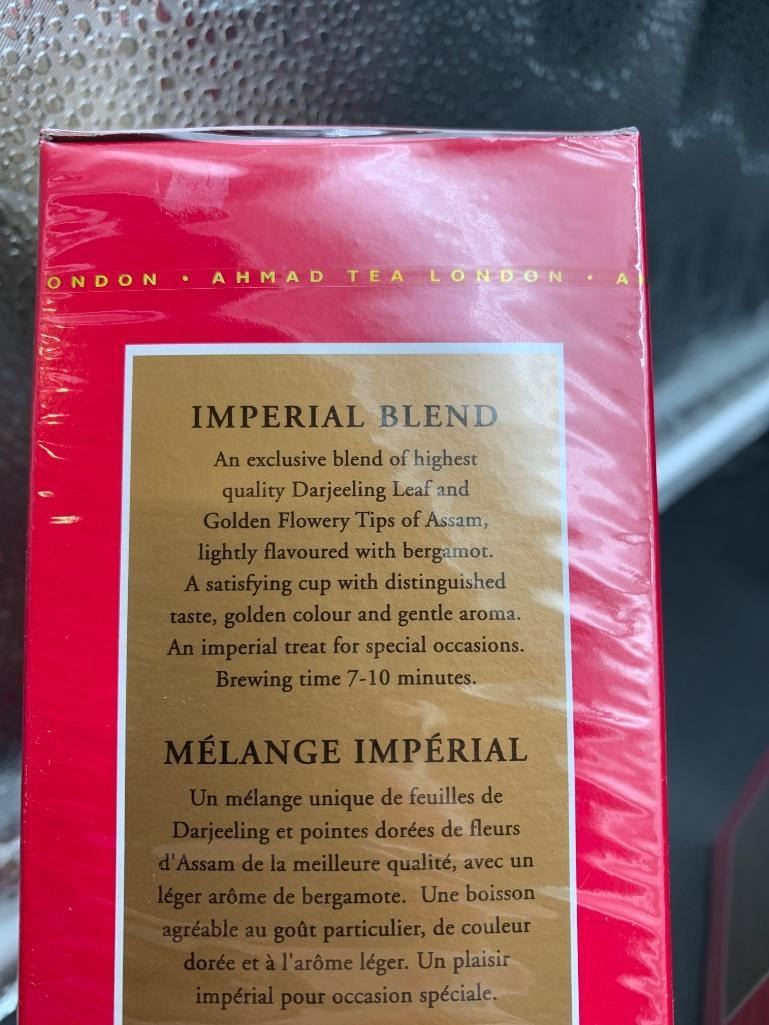 ONDON · AHMAD TEA LONDON · A
IMPERIAL BLEND
An exclusive blend of highest
quality Darjeeling Leaf and
Golden Flowery Tips of Assam,
lightly flavoured with bergamot.
A satisfying cup with distinguished
taste, golden colour and gentle aroma.
An imperial treat for special occasions.
Brewing time 7-10 minutes.
MÉLANGE IMPÉRIAL
Un mélange unique de feuilles de
Darjeeling et pointes dorées de fleurs
d'Assam de la meilleure qualité, avec un
léger arôme de bergamote. Une boisson
agréable au goût particulier, de couleur
dorée et à l'arôme léger. Un plaisir
impérial pour occasion spéciale.